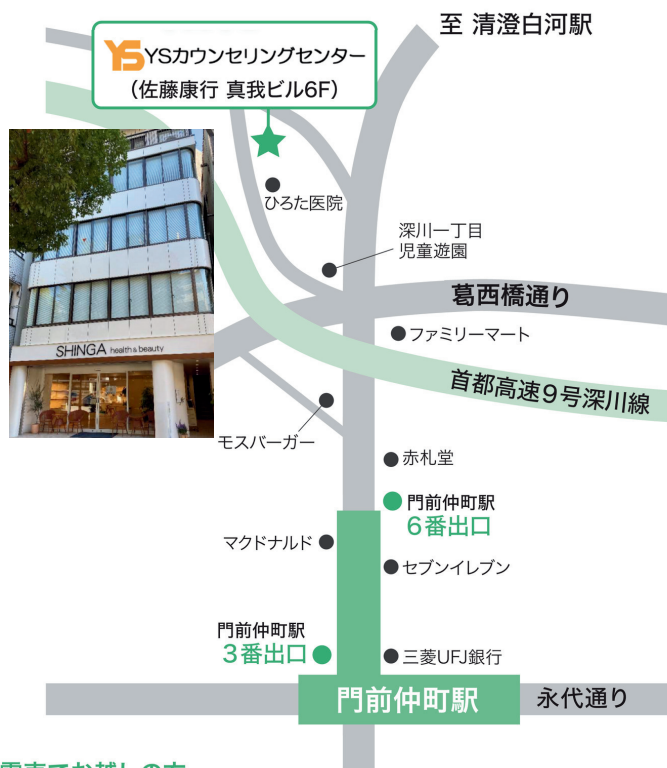 至 清澄白河駅
YS YSカウンセリングセンター
(佐藤康行 真我ビル6F)
ひろた医院
深川一丁目
児童遊園
葛西橋通り
ファミリーマート
SHINGA health & beauty
首都高速9号深川線
モスバーガー
赤札堂
門前仲町駅
6番出口
マクドナルド
セブンイレブン
門前仲町駅
3番出口
三菱UFJ銀行
門前仲町駅
永代通り